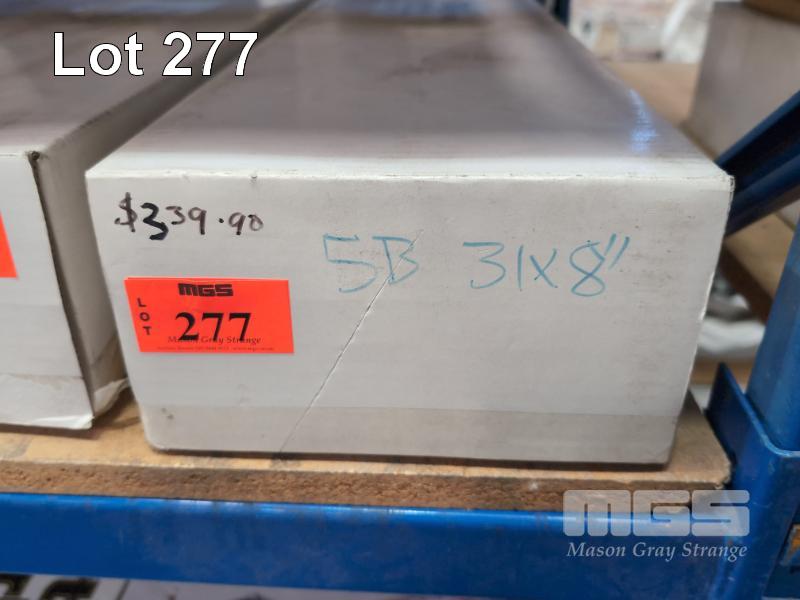 Lot 277
$339.90
5B 31x8"
MGS
LOT
277
Mason Gray Strange
MGS
Mason Gray Strange